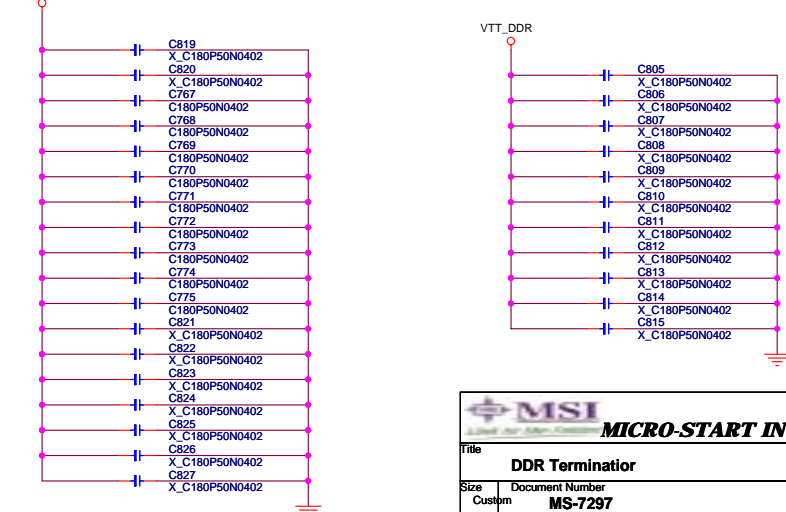 C819
X_C180P50N0402
C820
X_C180P50N0402
C767
C180P50N0402
C768
C180P50N0402
C769
C180P50N0402
C770
C180P50N0402
C771
C180P50N0402
C772
C180P50N0402
C773
C180P50N0402
C774
C180P50N0402
C775
C180P50N0402
C821
X_C180P50N0402
C822
X_C180P50N0402
C823
X_C180P50N0402
C824
X_C180P50N0402
C825
X_C180P50N0402
C826
X_C180P50N0402
C827
X_C180P50N0402
VTT_DDR
C805
X_C180P50N0402
C806
X_C180P50N0402
C807
X_C180P50N0402
C808
X_C180P50N0402
C809
X_C180P50N0402
C810
X_C180P50N0402
C811
X_C180P50N0402
C812
X_C180P50N0402
C813
X_C180P50N0402
C814
X_C180P50N0402
C815
X_C180P50N0402
MSI
MICRO-START IN
Title
DDR Terminatior
Size Document Number
Custom MS-7297